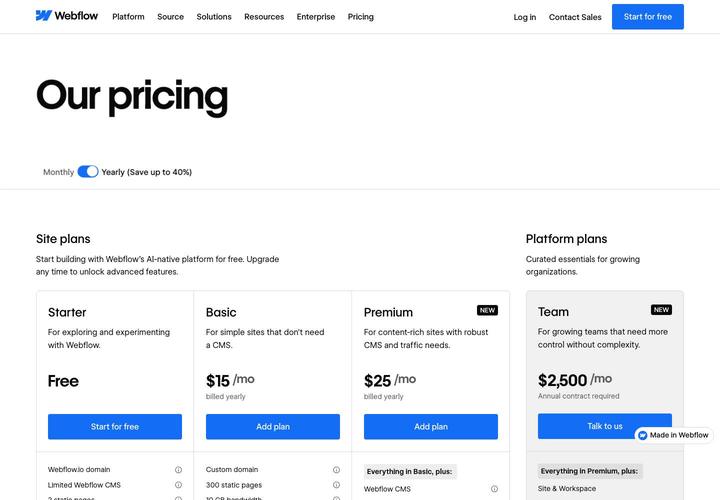 Webflow
Platform
Source
Solutions
Resources
Enterprise
Pricing
Log in
Contact Sales
Start for free
Our pricing
Monthly
Yearly (Save up to 40%)
Site plans
Start building with Webflow's AI-native platform for free. Upgrade
any time to unlock advanced features.
Platform plans
Curated essentials for growing
organizations.
Starter
For exploring and experimenting
with Webflow.
Free
Start for free
Webflow.io domain
Limited Webflow CMS
2 static pages
Basic
For simple sites that don't need
a CMS.
$15 /mo
billed yearly
Add plan
Custom domain
300 static pages
10 GB bandwidth
Premium
NEW
For content-rich sites with robust
CMS and traffic needs.
$25 /mo
billed yearly
Add plan
Everything in Basic, plus:
Webflow CMS
Team
NEW
For growing teams that need more
control without complexity.
$2,500 /mo
Annual contract required
Talk to us
Everything in Premium, plus:
Site & Workspace
Made in Webflow